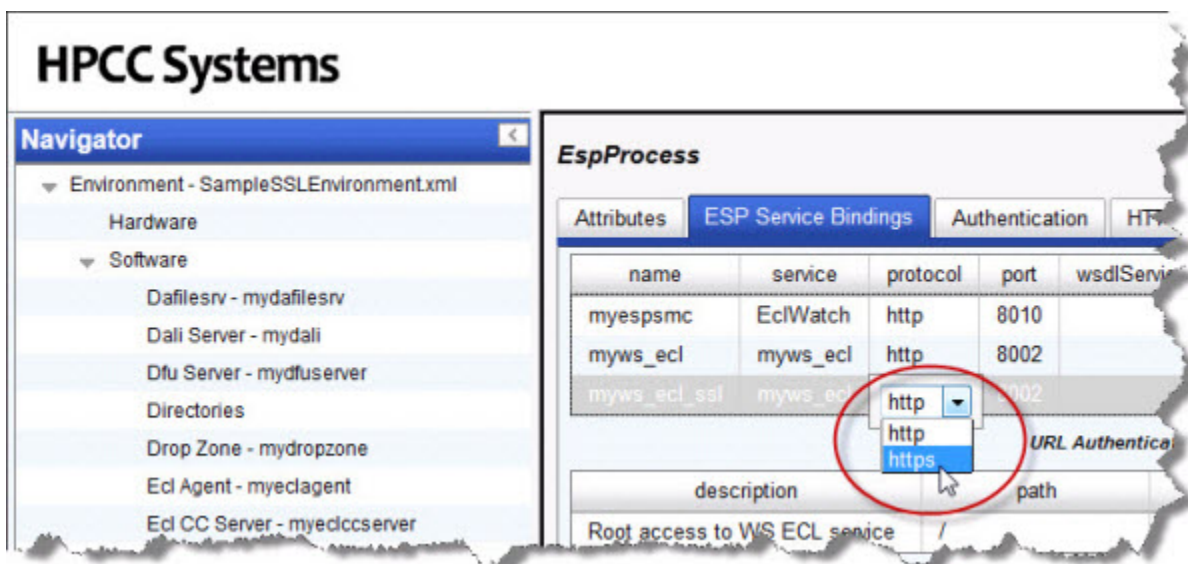 HPCC Systems
Navigator
Environment - SampleSSLEnvironment.xml
Hardware
Software
Dafilesrv - mydafilesrv
Dali Server - mydali
Dfu Server - mydfuserver
Directories
Drop Zone - mydropzone
Ecl Agent - myeclagent
Ecl CC Server - myeclccserver
EspProcess
Attributes ESP Service Bindings Authentication
name service protocol port
myespsmc EclWatch http 8010
myws_ecl myws_ecl http 8002
myws_ecl_ssl myws_ecl http
http
https
URL
description path
Root access to WS ECL service /